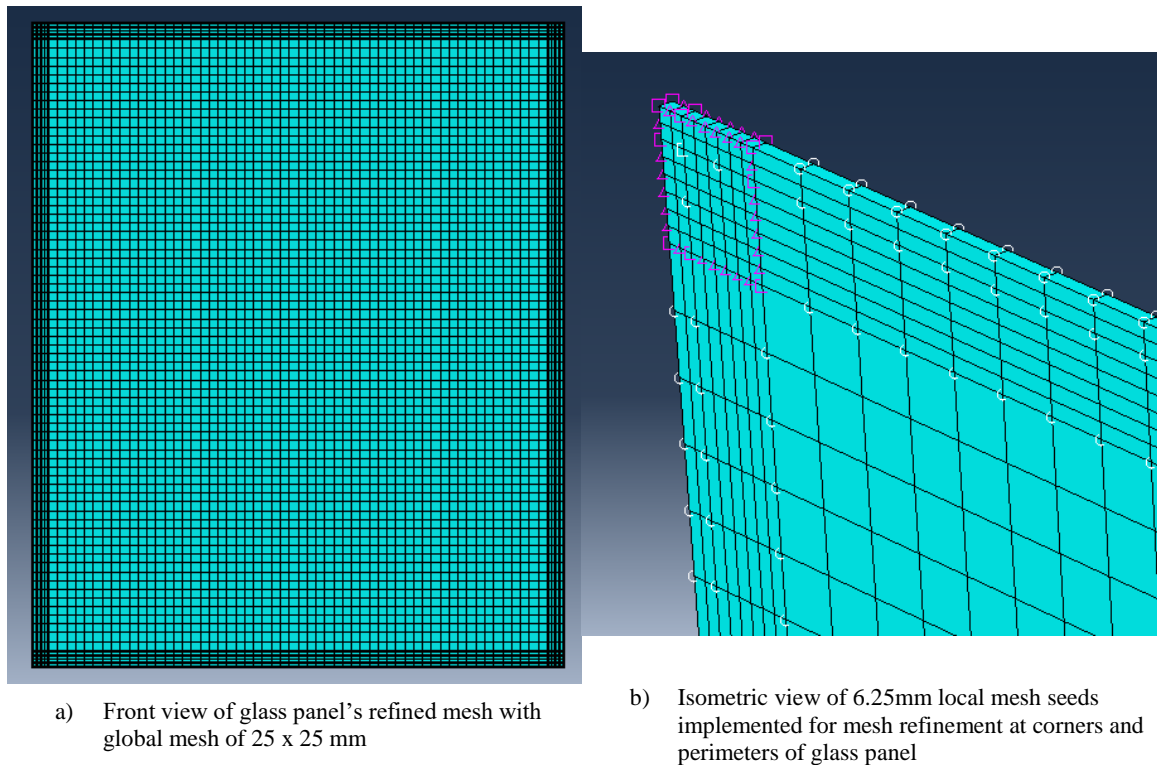 a) Front view of glass panel’s refined mesh with
global mesh of 25 x 25 mm
b) Isometric view of 6.25mm local mesh seeds
implemented for mesh refinement at corners and
perimeters of glass panel